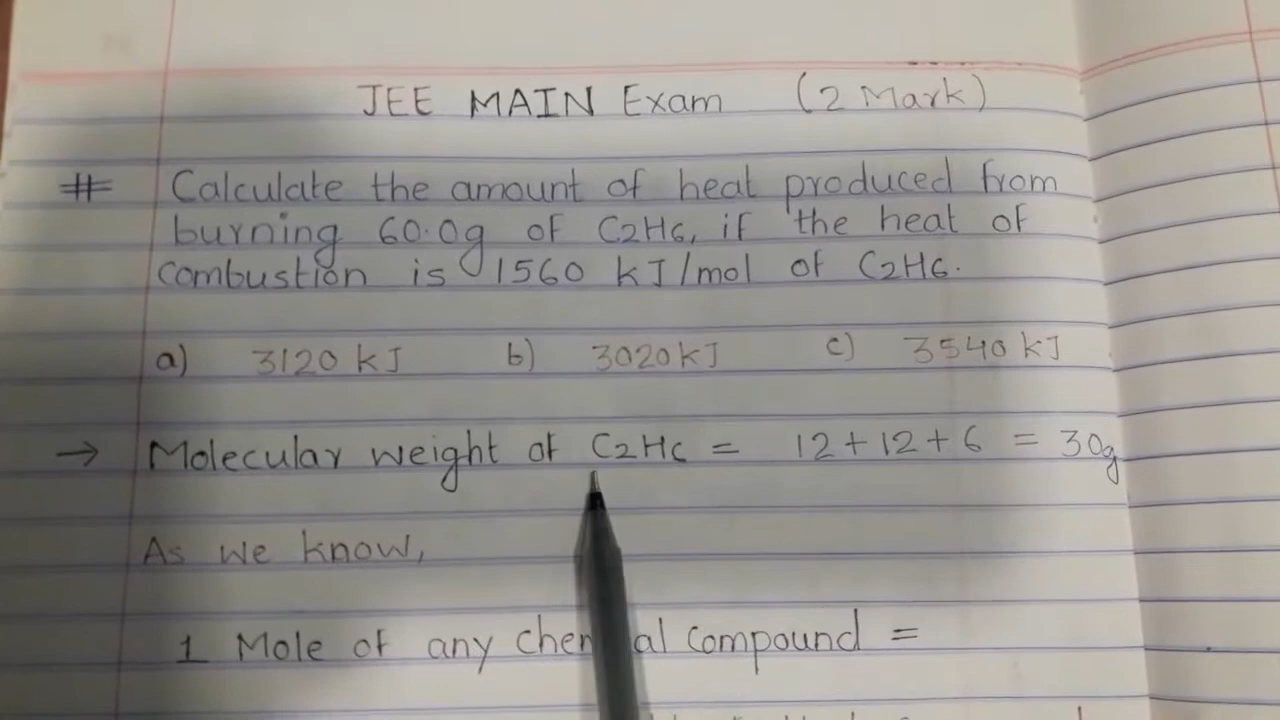 JEE MAIN Exam (2 Mark)
# Calculate the amount of heat produced from
burning 60.0g of C2H6, if the heat of
combustion is 1560 kJ/mol of C2H6.
a) 3120 kJ b) 3020 kJ c) 3540 kJ
→ Molecular weight of C2H6 = 12+12+6 = 30g
As we know,
1 Mole of any compound =